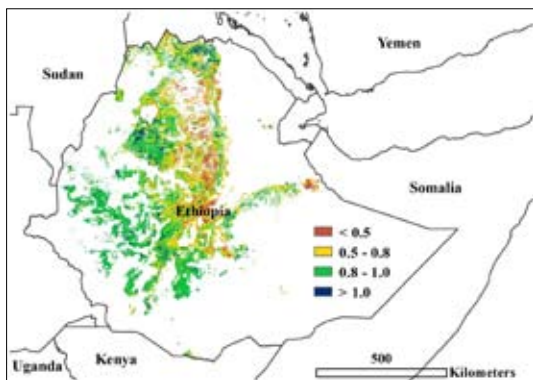 Yemen
Sudan
Somalia
Ethiopia
< 0.5
0.5 - 0.8
0.8 - 1.0
> 1.0
500
Uganda
Kenya
Kilometers